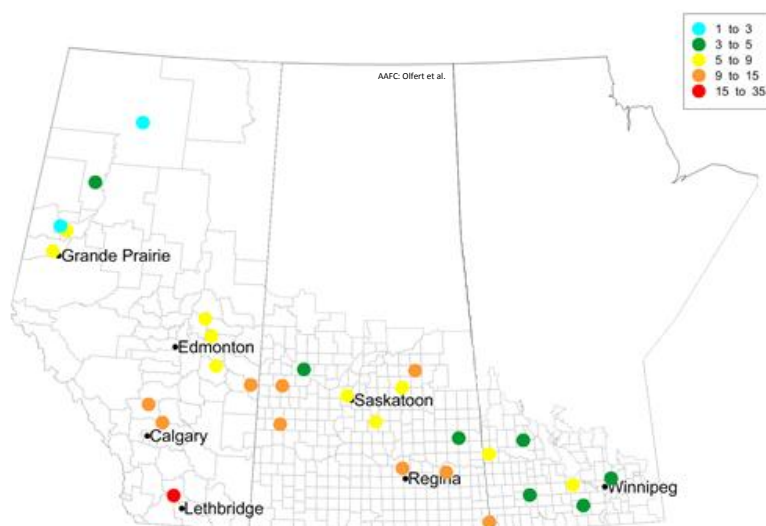 AAFC: Olfert et al.
1 to 3
3 to 5
5 to 9
9 to 15
15 to 35
Grande Prairie
Edmonton
Saskatoon
Calgary
Regina
Winnipeg
Lethbridge